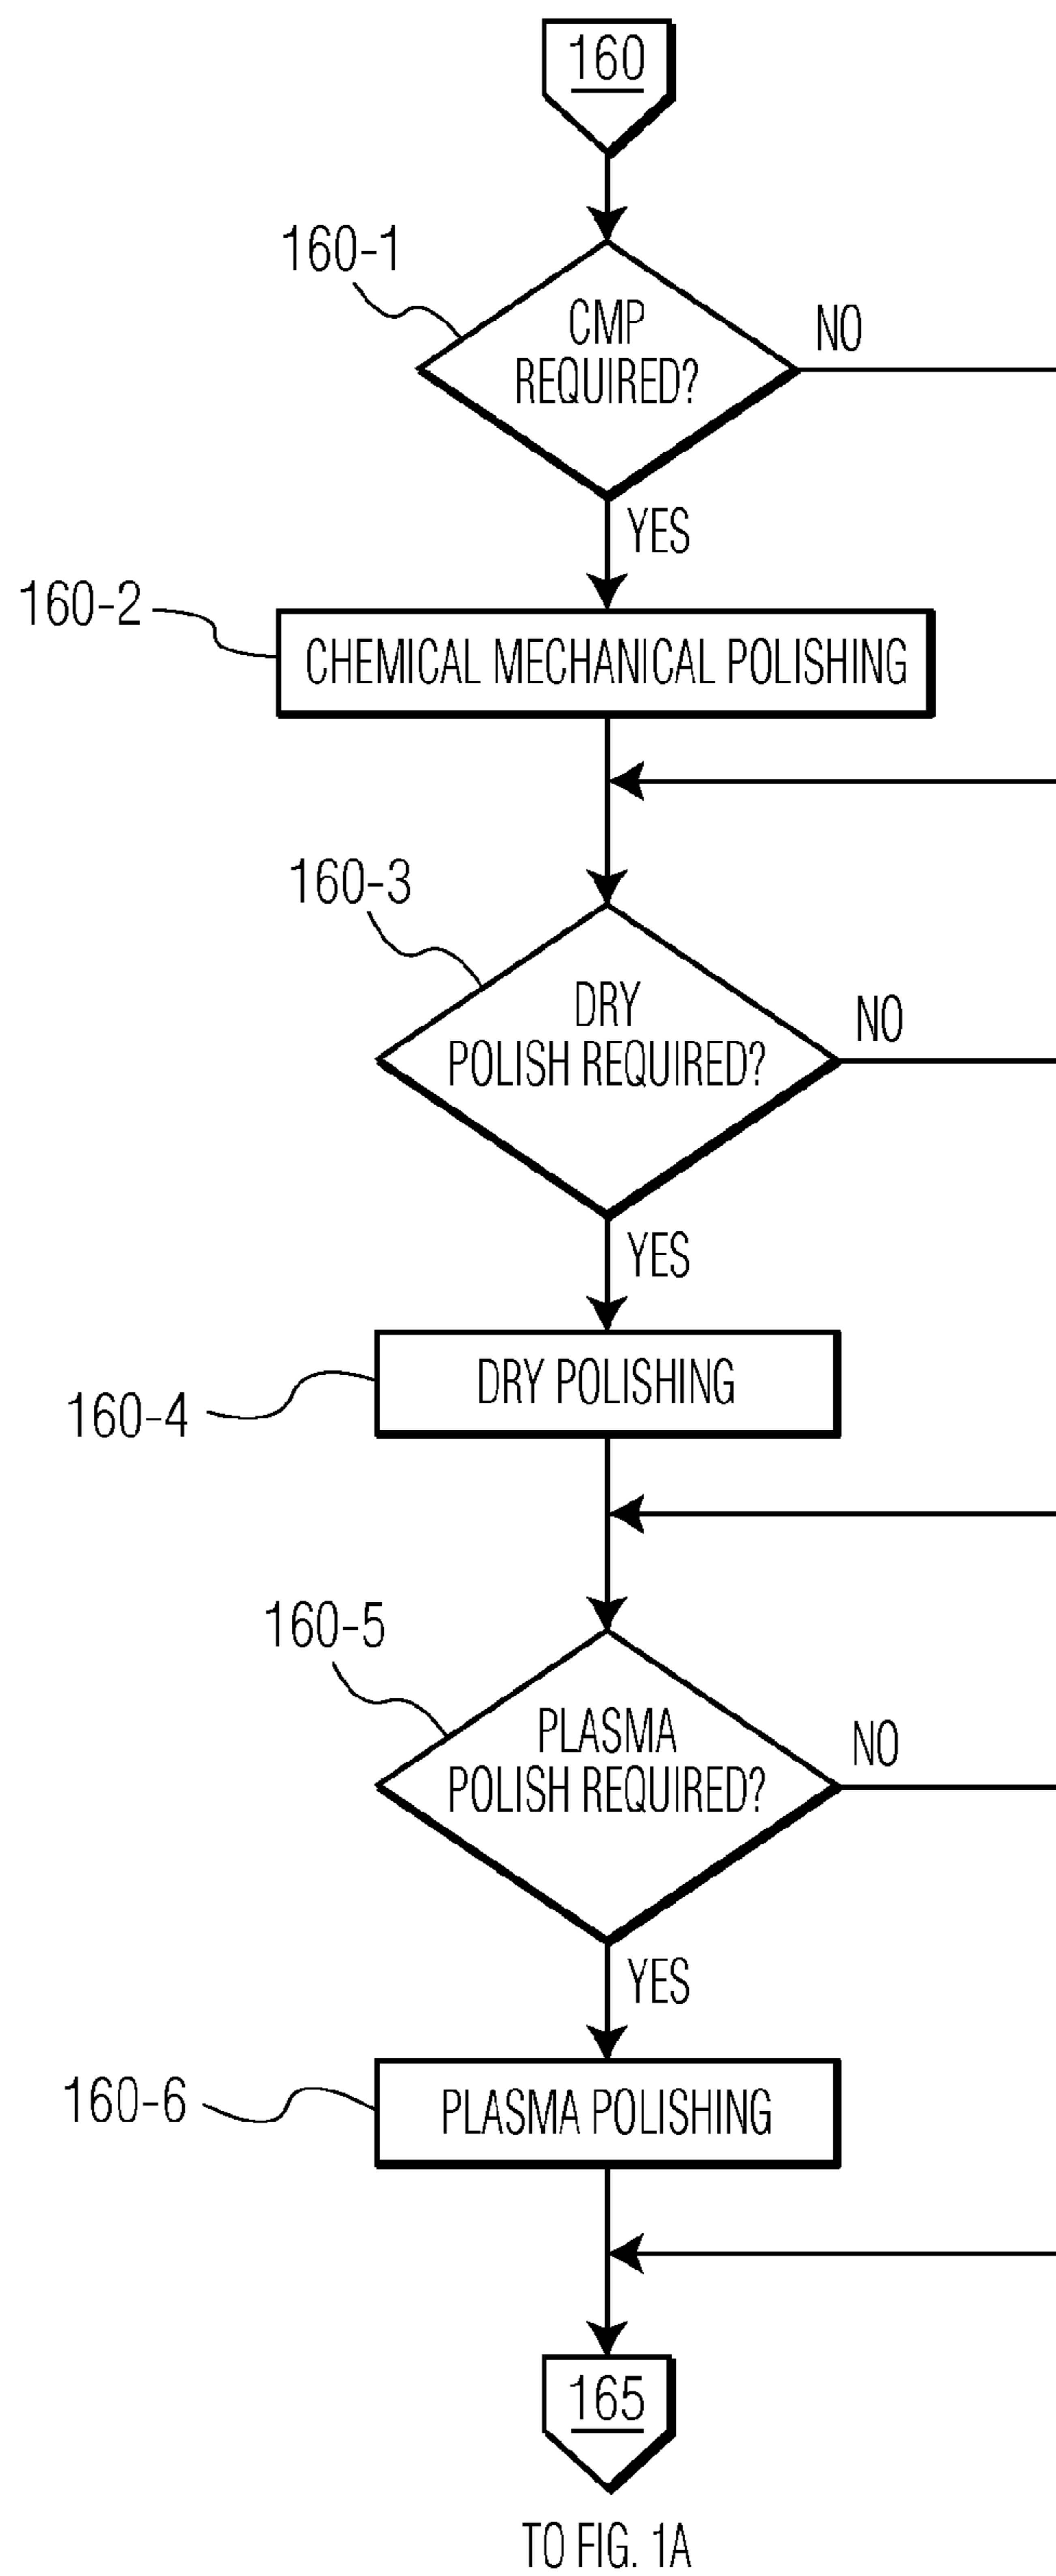 160
160-1
CMP
REQUIRED?
NO
YES
160-2
CHEMICAL MECHANICAL POLISHING
160-3
DRY
POLISH REQUIRED?
NO
YES
160-4
DRY POLISHING
160-5
PLASMA
POLISH REQUIRED?
NO
YES
160-6
PLASMA POLISHING
165
TO FIG. 1A